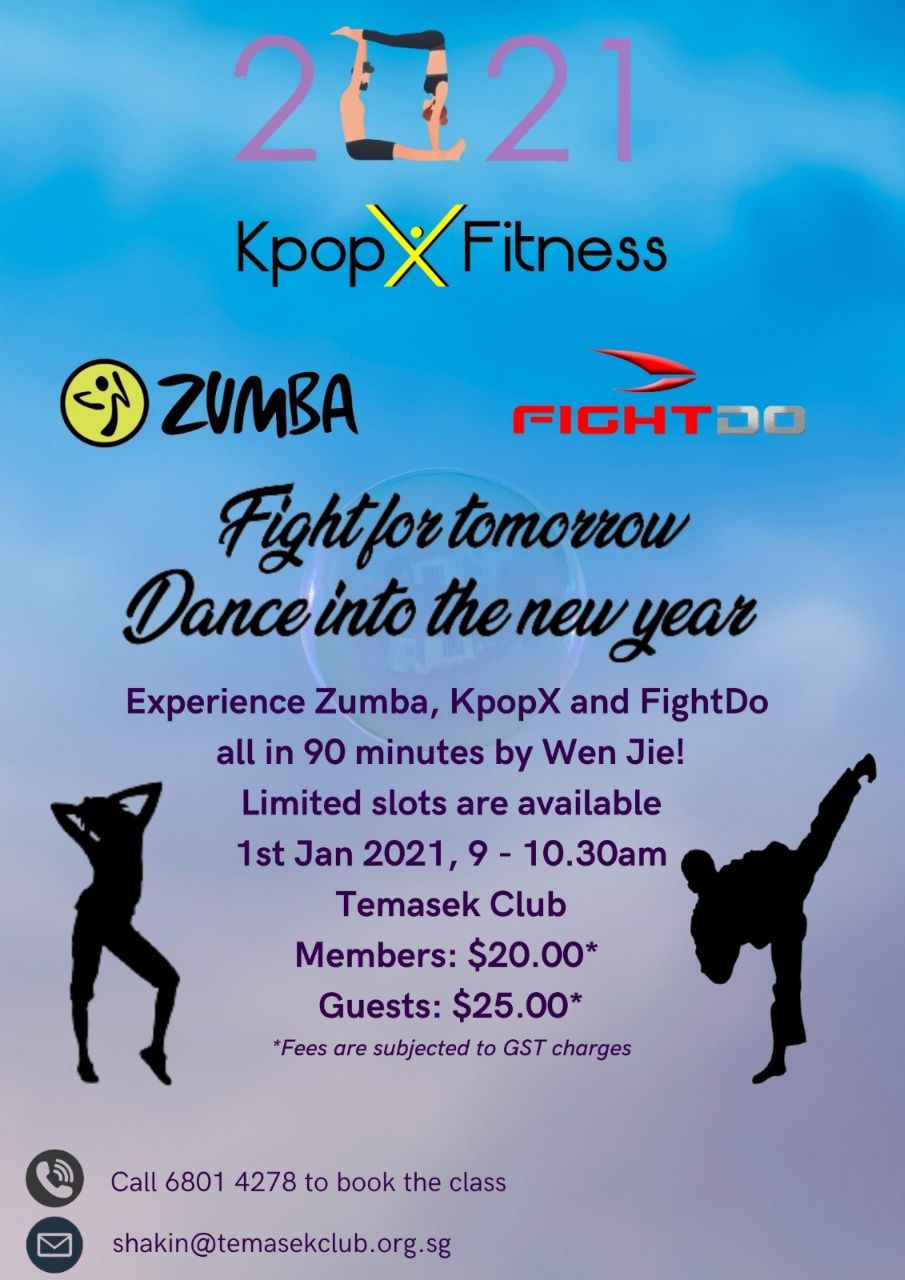 2021
KpopX Fitness
ZUMBA FIGHTDO
Fight for tomorrow
Dance into the new year
Experience Zumba, KpopX and FightDo
all in 90 minutes by Wen Jie!
Limited slots are available
1st Jan 2021, 9 - 10.30am
Temasek Club
Members: $20.00*
Guests: $25.00*
*Fees are subjected to GST charges
Call 6801 4278 to book the class
shakin@temasekclub.org.sg